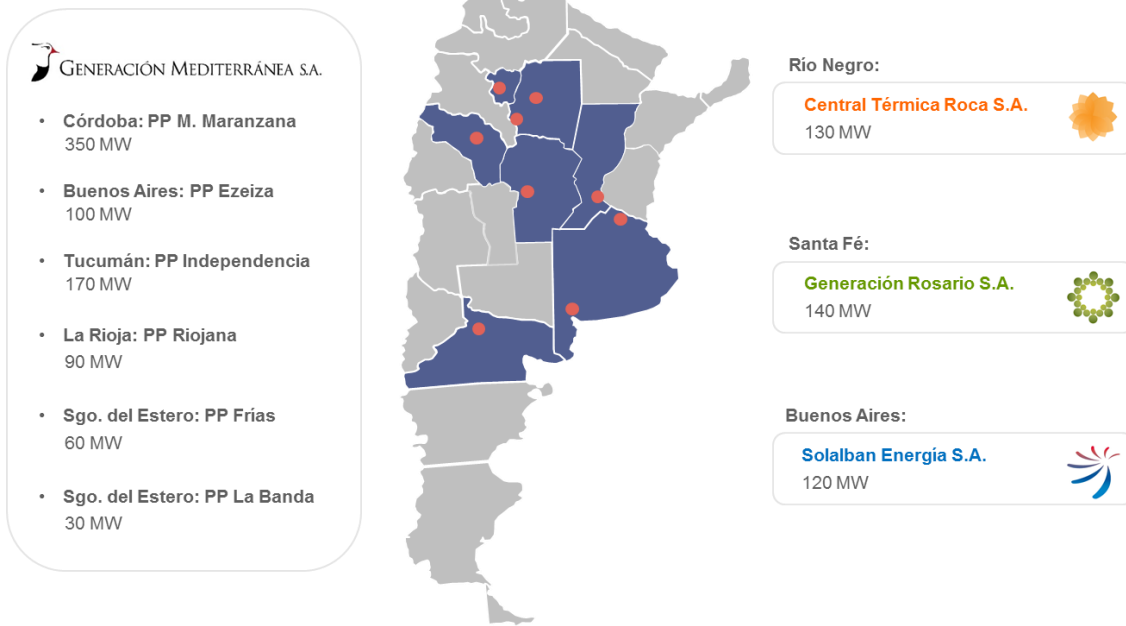 GENERACIÓN MEDITERRÁNEA S.A.
• Córdoba: PP M. Maranzana
350 MW
• Buenos Aires: PP Ezeiza
100 MW
• Tucumán: PP Independencia
170 MW
• La Rioja: PP Riojana
90 MW
• Sgo. del Estero: PP Frías
60 MW
• Sgo. del Estero: PP La Banda
30 MW
Río Negro:
Central Térmica Roca S.A.
130 MW
Santa Fé:
Generación Rosario S.A.
140 MW
Buenos Aires:
Solalban Energía S.A.
120 MW